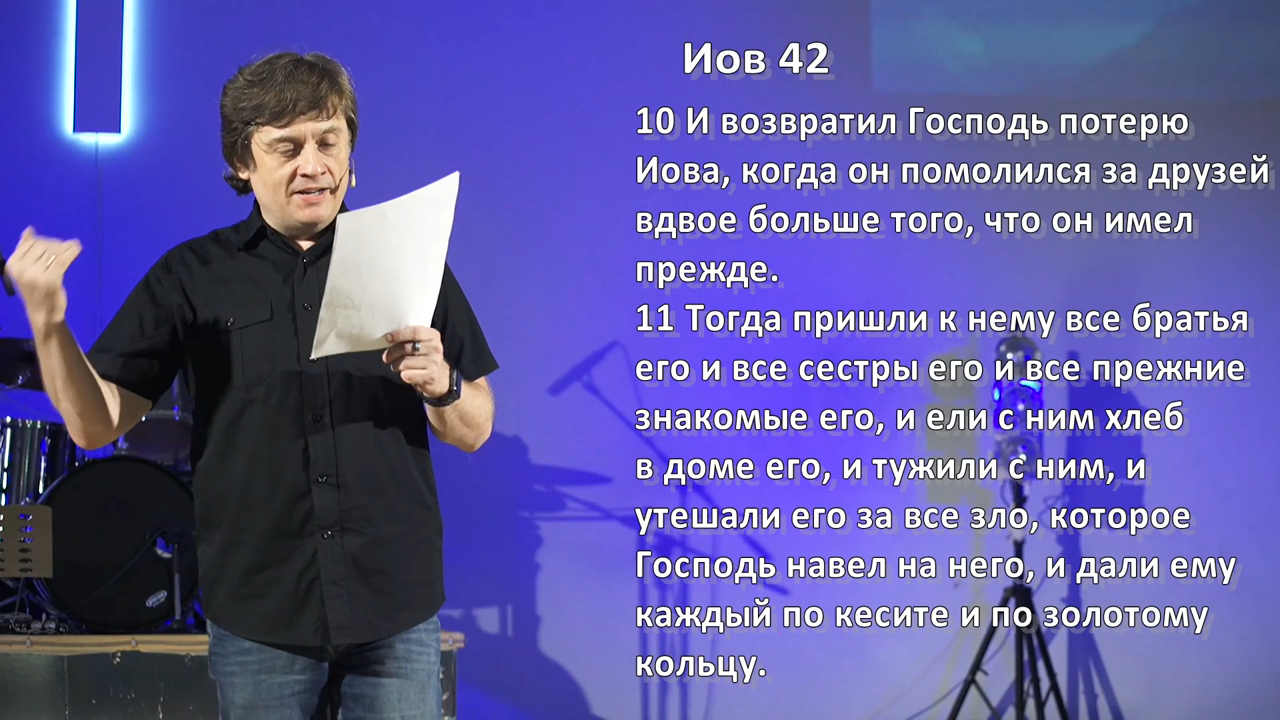 Иов 42
10 И возвратил Господь потерю
Иова, когда он помолился за друзей
вдвое больше того, что он имел
прежде.
11 Тогда пришли к нему все братья
его и все сестры его и все прежние
знакомые его, и ели с ним хлеб
в доме его, и тужили с ним, и
утешали его за все зло, которое
Господь навел на него, и дали ему
каждый по кесите и по золотому
кольцу.